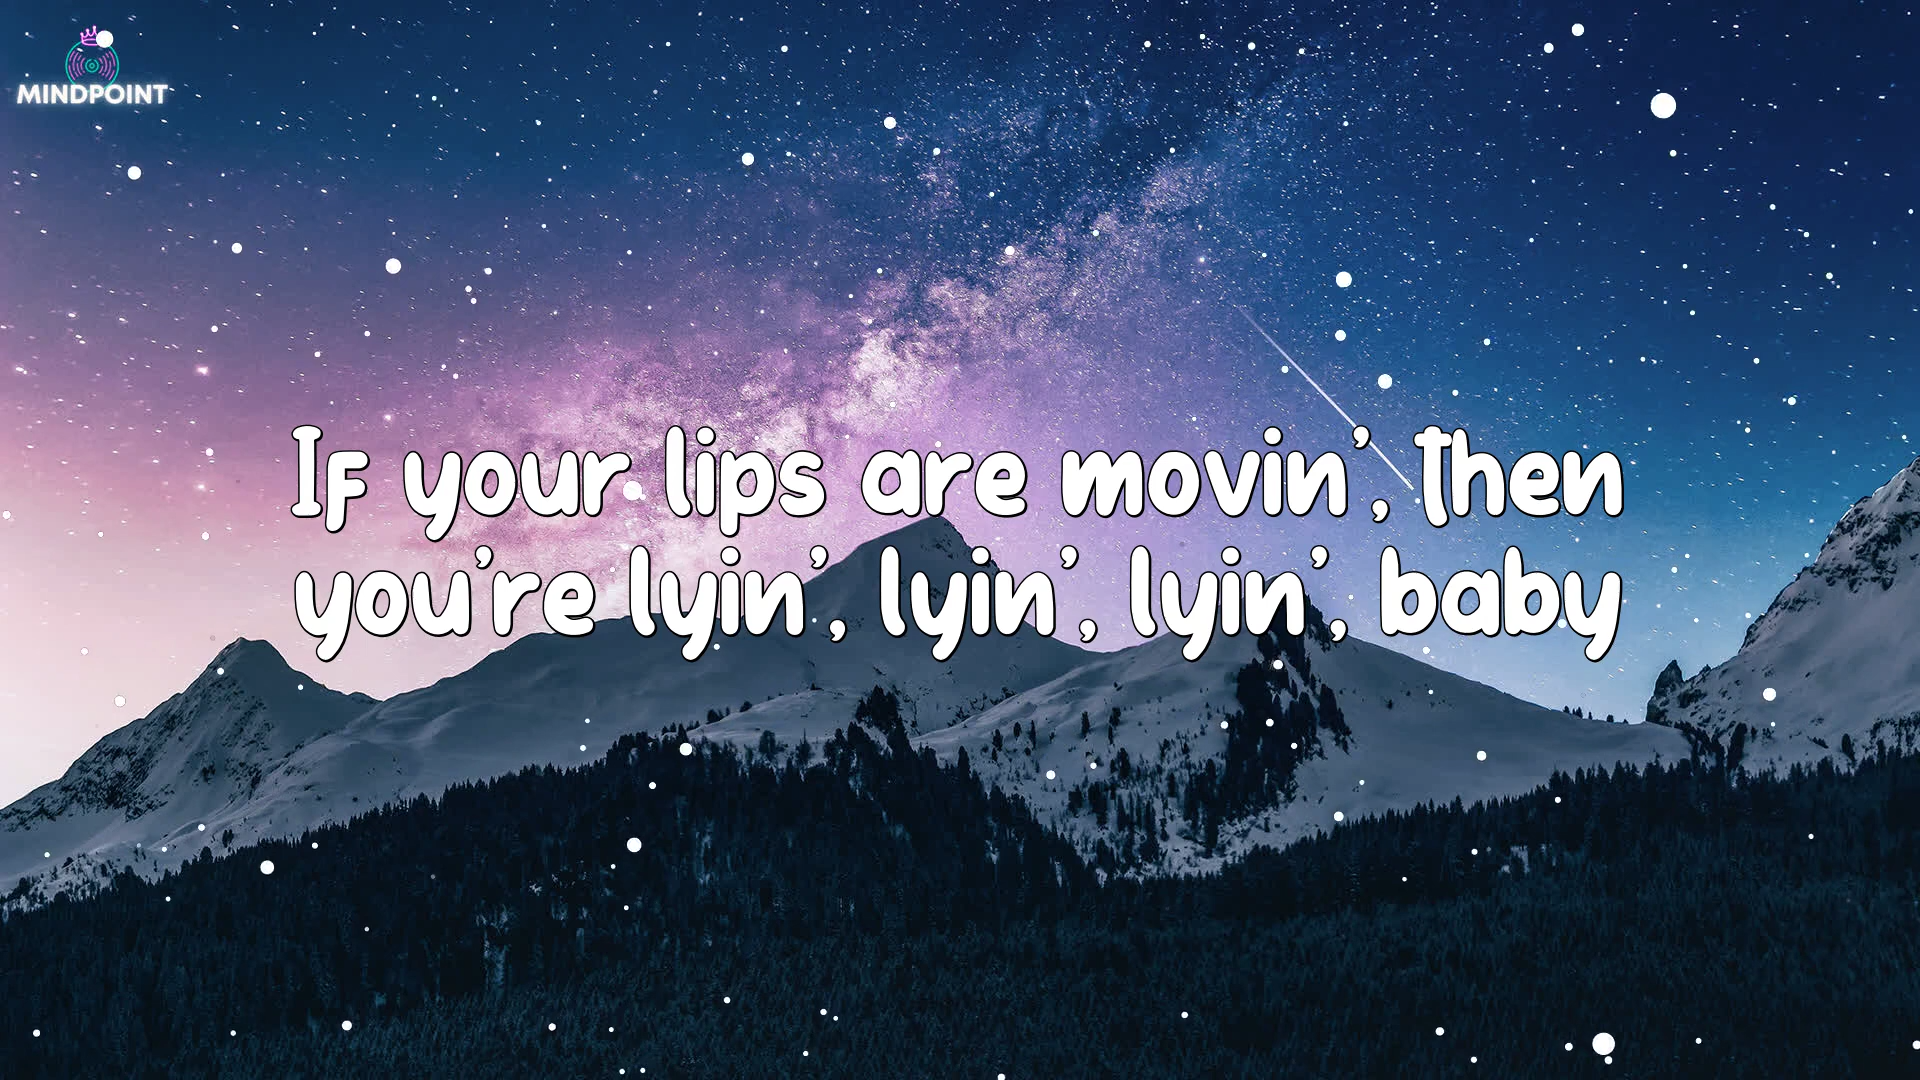 MINDPOINT
If your lips are movin', then
you're lyin', lyin', lyin', baby